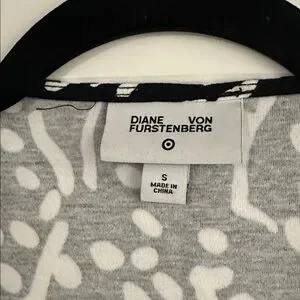 DIANE VON
FURSTENBERG
S
MADE IN
CHINA